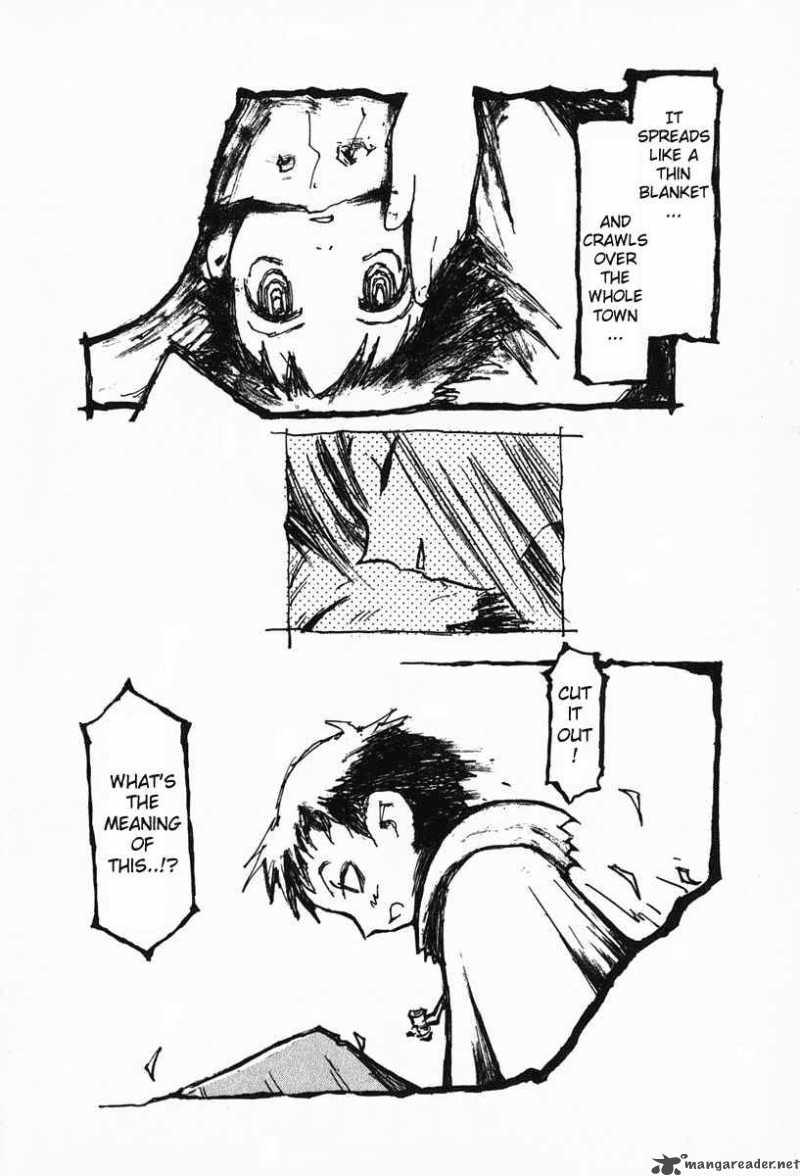 IT
SPREADS
LIKE A
THIN
BLANKET
...
AND
CRAWLS
OVER
THE
WHOLE
TOWN
...
CUT
IT
OUT
!
WHAT'S
THE
MEANING
OF
THIS..!?
mangareader.net